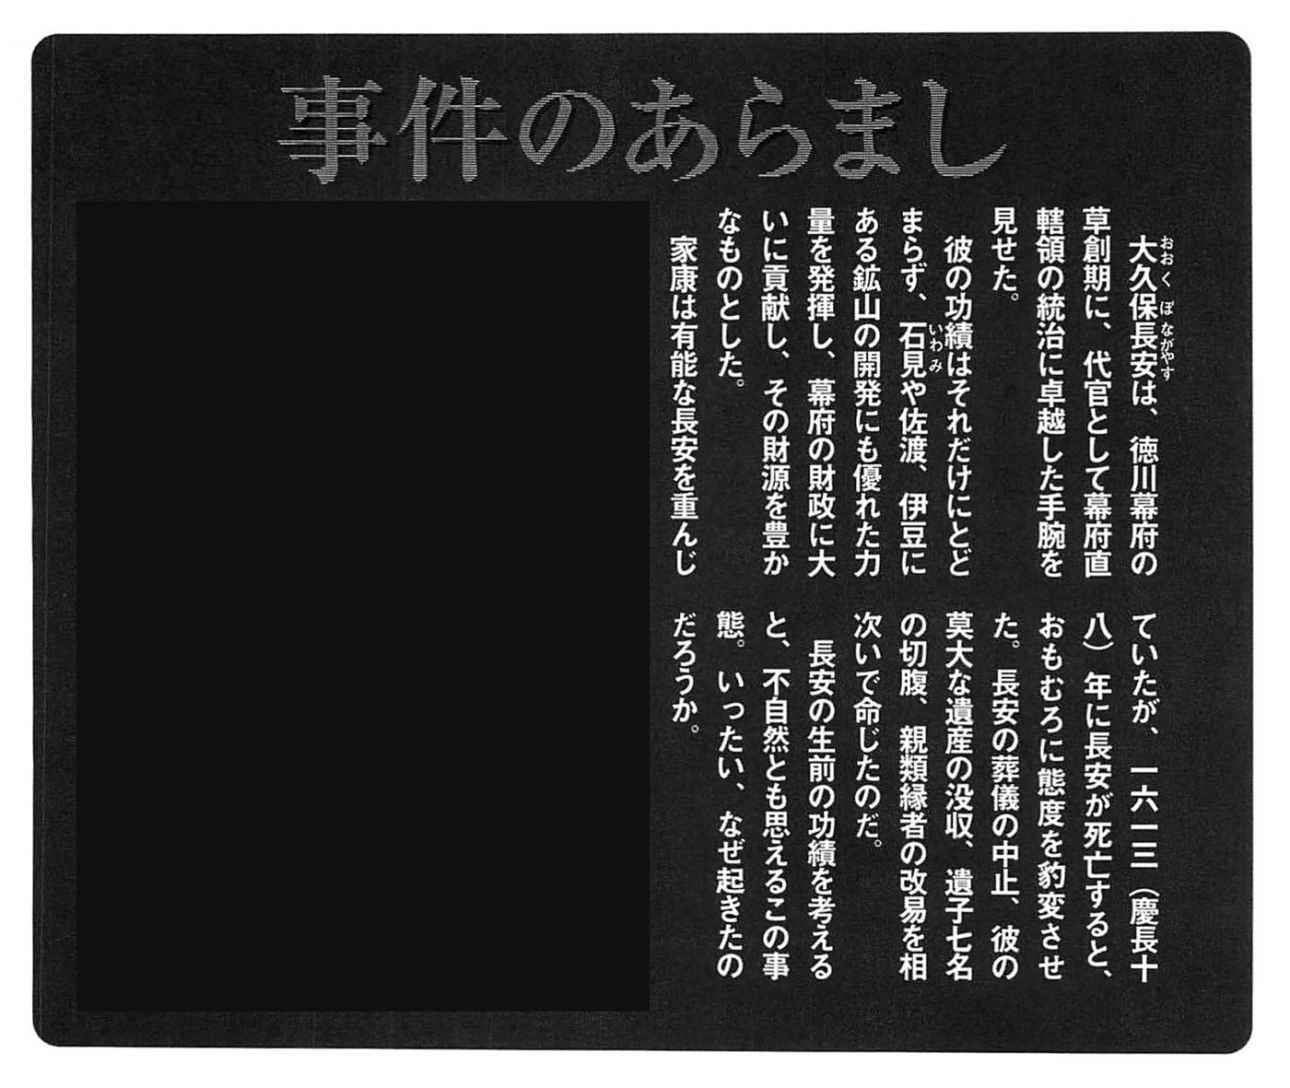 事件のあらまし
大久保長安は、徳川幕府の
おおくぼながやす
草創期に、代官として幕府直
轄領の統治に卓越した手腕を
見せた。
彼の功績はそれだけにとど
まらず、石見や佐渡、伊豆に
いわみ
ある鉱山の開発にも優れた力
量を発揮し、幕府の財政に大
いに貢献し、その財源を豊か
なものとした。
家康は有能な長安を重んじ
ていたが、一六一三（慶長十
八）年に長安が死亡すると、
おもむろに態度を豹変させ
た。長安の葬儀の中止、彼の
莫大な遺産の没収、遺子七名
の切腹、親類縁者の改易を相
次いで命じたのだ。
長安の生前の功績を考える
と、不自然とも思えるこの事
態。いったい、なぜ起きたの
だろうか。